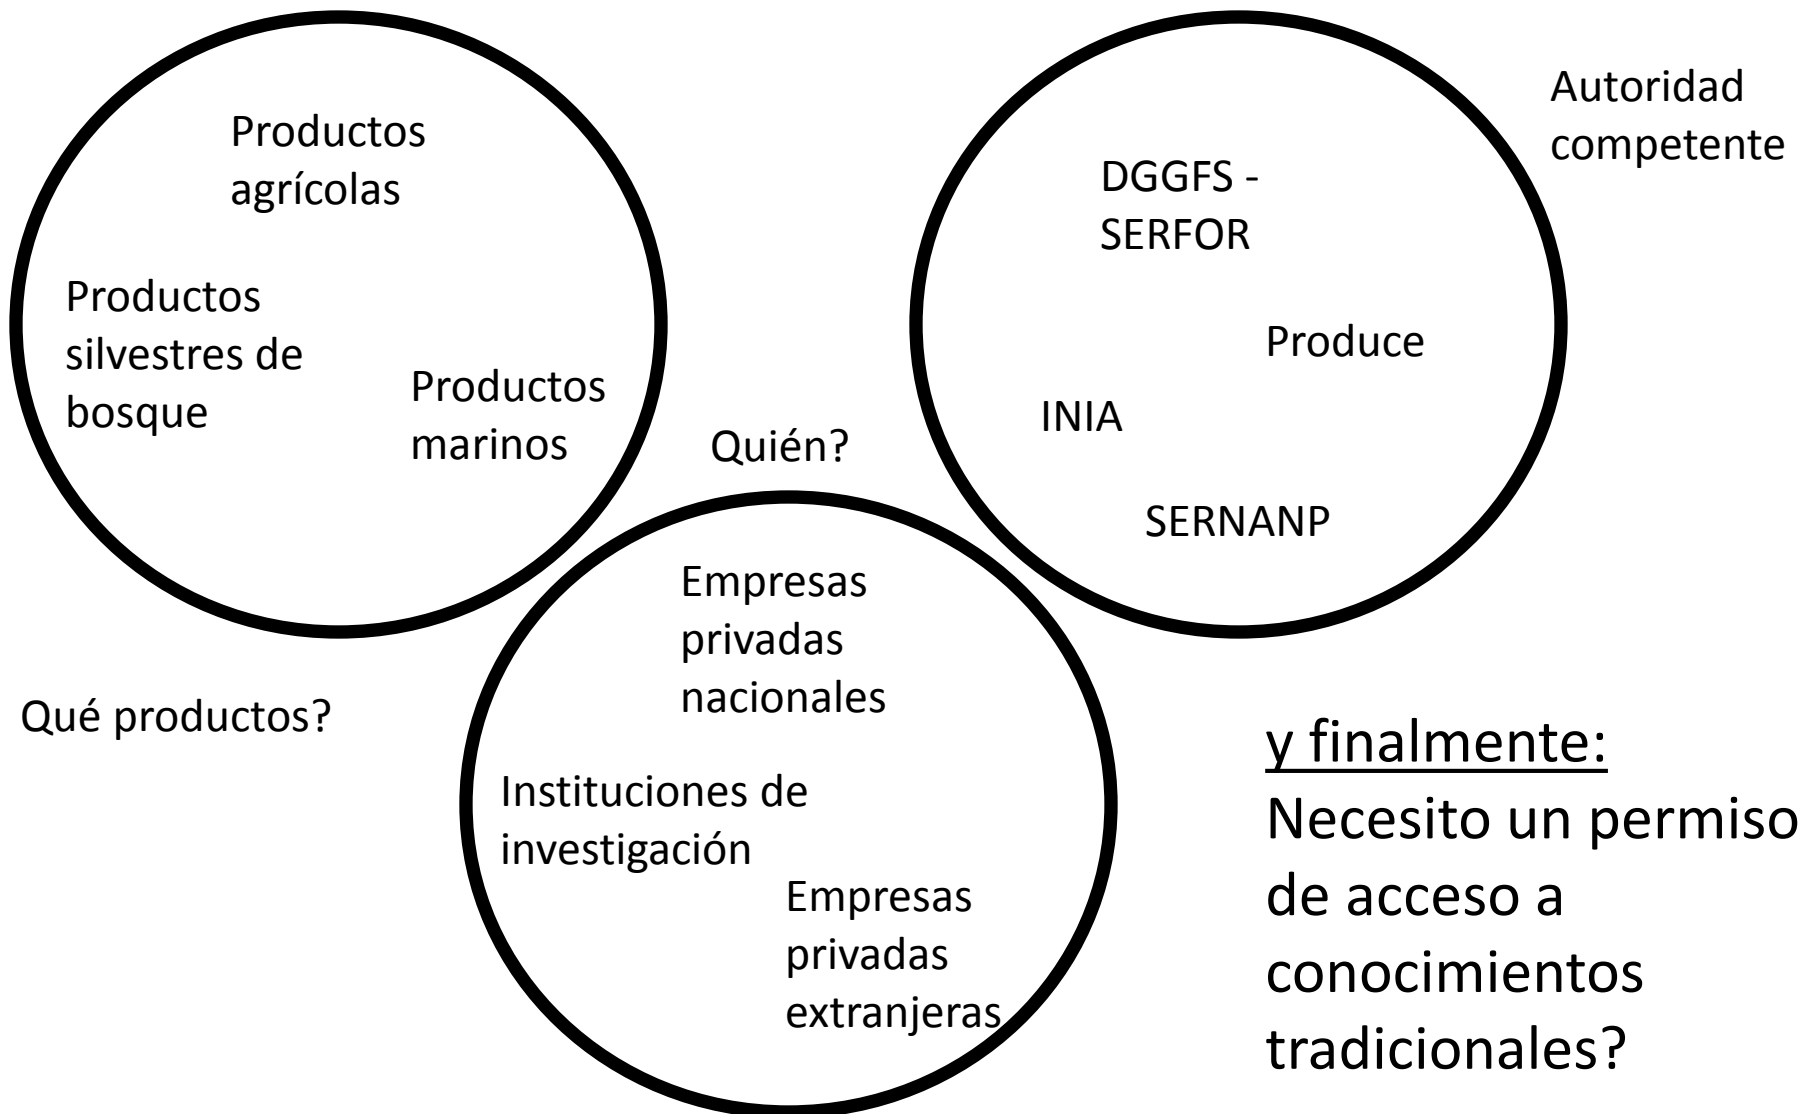 Productos
agrícolas
Productos
silvestres de
bosque
Productos
marinos
Qué productos?
Quién?
Empresas
privadas
nacionales
Instituciones de
investigación
Empresas
privadas
extranjeras
Autoridad
competente
DGGFS -
SERFOR
Produce
INIA
SERNANP
y finalmente:
Necesito un permiso
de acceso a
conocimientos
tradicionales?